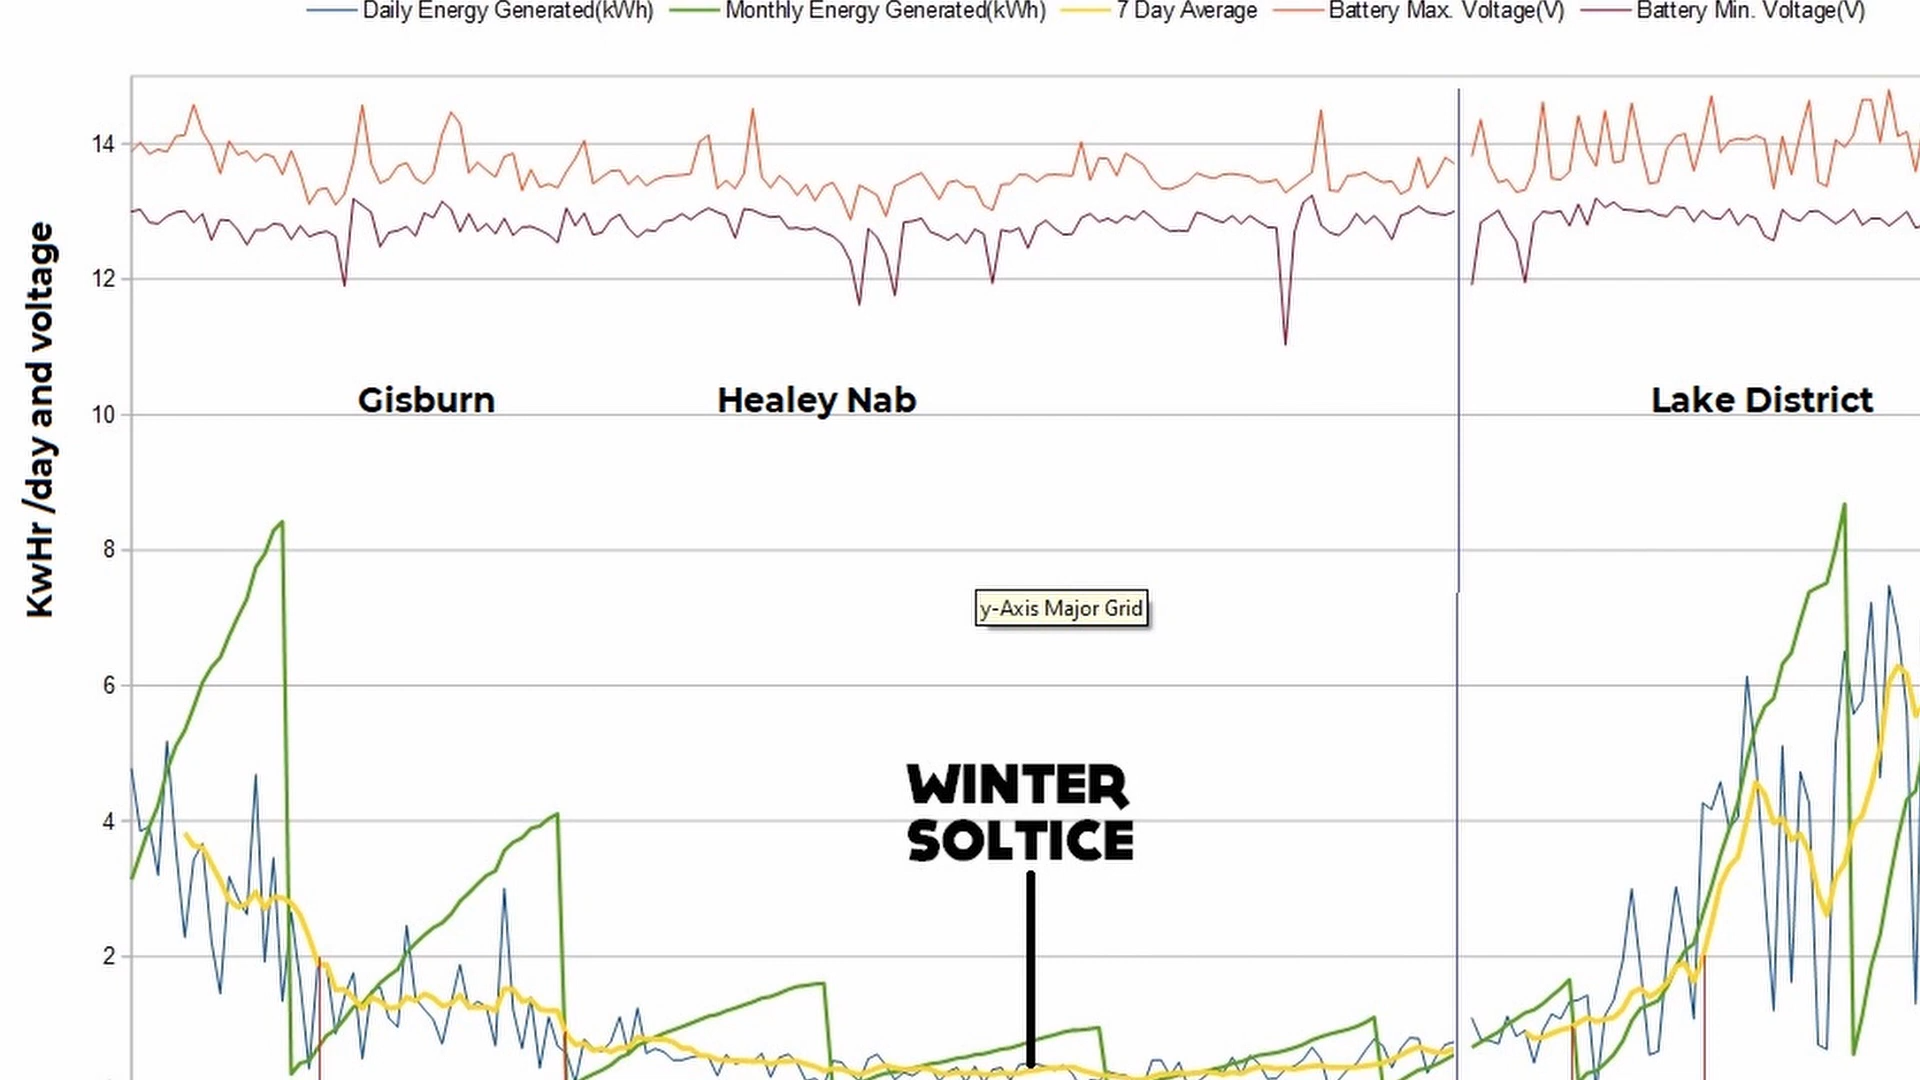 Daily Energy Generated(kWh) Monthly Energy Generated(kWh) 7 Day Average Battery Max. Voltage(V) Battery Min. Voltage(V)
KwHr /day and voltage
14
12
10
8
6
4
2
Gisburn Healey Nab Lake District
y-Axis Major Grid
WINTER
SOLTICE